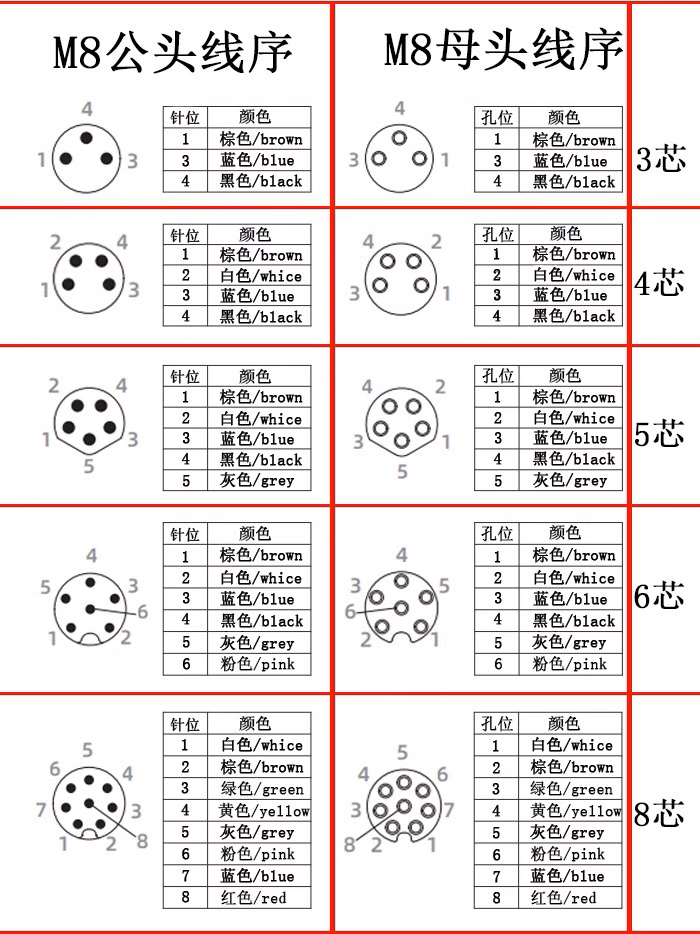 M8公头线序
M8母头线序
4
1
3
针位 颜色
1 棕色/brown
3 蓝色/blue
4 黑色/black
4
3
1
孔位 颜色
1 棕色/brown
3 蓝色/blue
4 黑色/black
3芯
2 4
1 3
针位 颜色
1 棕色/brown
2 白色/whice
3 蓝色/blue
4 黑色/black
4 2
3 1
孔位 颜色
1 棕色/brown
2 白色/whice
3 蓝色/blue
4 黑色/black
4芯
2 4
1 3
5
针位 颜色
1 棕色/brown
2 白色/whice
3 蓝色/blue
4 黑色/black
5 灰色/grey
4 2
3 1
5
孔位 颜色
1 棕色/brown
2 白色/whice
3 蓝色/blue
4 黑色/black
5 灰色/grey
5芯
4
5 3
6
1 2
针位 颜色
1 棕色/brown
2 白色/whice
3 蓝色/blue
4 黑色/black
5 灰色/grey
6 粉色/pink
4
3 5
6
2 1
孔位 颜色
1 棕色/brown
2 白色/whice
3 蓝色/blue
4 黑色/black
5 灰色/grey
6 粉色/pink
6芯
5
6 4
7 3
1 2 8
针位 颜色
1 白色/whice
2 棕色/brown
3 绿色/green
4 黄色/yellow
5 灰色/grey
6 粉色/pink
7 蓝色/blue
8 红色/red
5
4 6
3 7
8 2 1
孔位 颜色
1 白色/whice
2 棕色/brown
3 绿色/green
4 黄色/yellow
5 灰色/grey
6 粉色/pink
7 蓝色/blue
8 红色/red
8芯